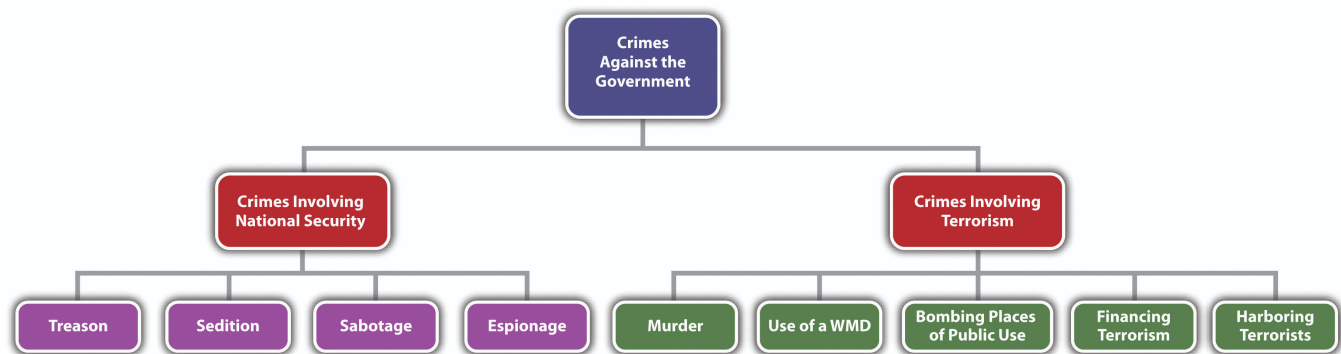 Crimes
Against the
Government
Crimes Involving
National Security
Crimes Involving
Terrorism
Treason
Sedition
Sabotage
Espionage
Murder
Use of a WMD
Bombing Places
of Public Use
Financing
Terrorism
Harboring
Terrorists